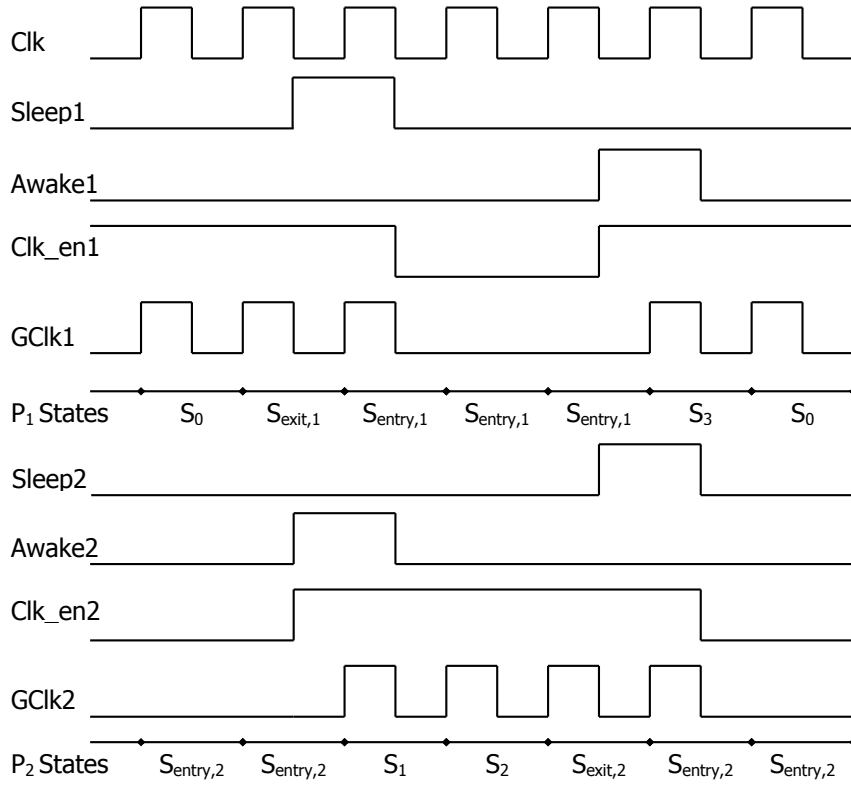 Clk
Sleep1
Awake1
Clk_en1
GClk1
P₁ States S₀ Sexit,1 Sentry,1 Sentry,1 Sentry,1 S₃ S₀
Sleep2
Awake2
Clk_en2
GClk2
P₂ States Sentry,2 Sentry,2 S₁ S₂ Sexit,2 Sentry,2 Sentry,2